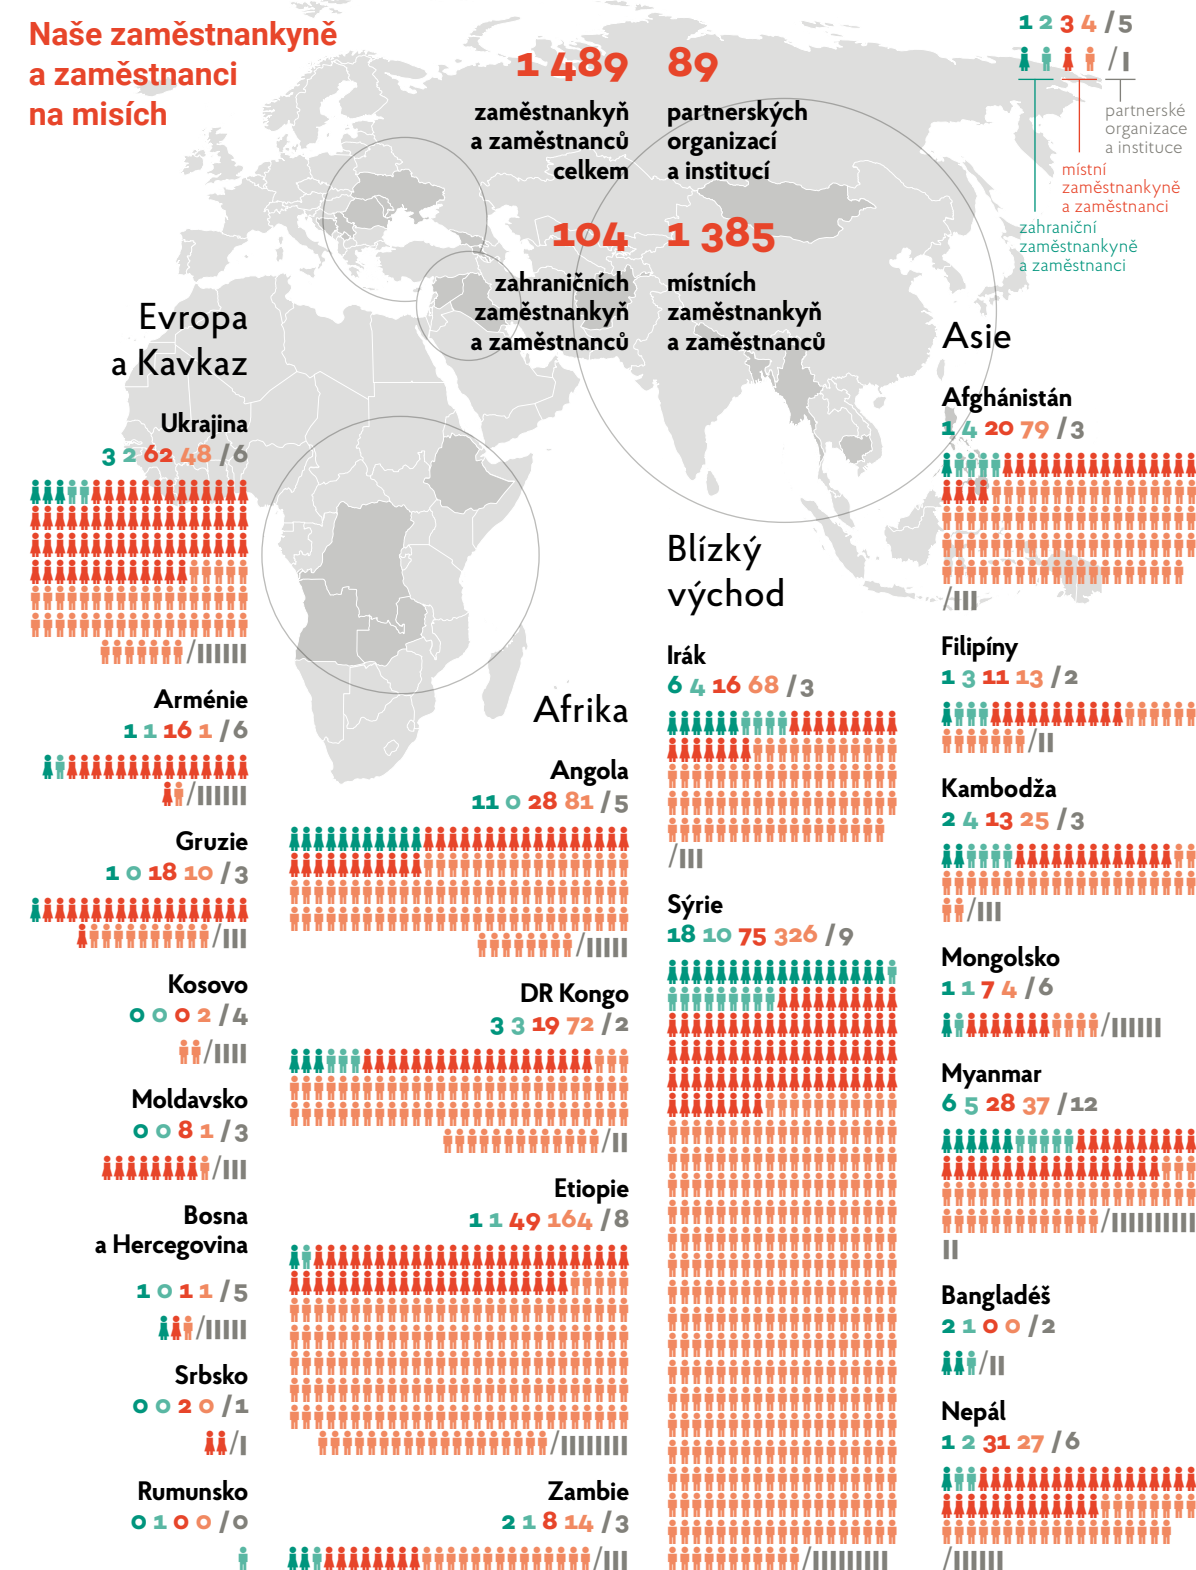 Naše zaměstnankyně
a zaměstnanci
na misích
1 489
zaměstnankyň
a zaměstnanců
celkem
89
partnerských
organizací
a institucí
104
zahraničních
zaměstnankyň
a zaměstnanců
1 385
místních
zaměstnankyň
a zaměstnanců
1 2 3 4 / 5
/
partnerské
organizace
a instituce
místní
zaměstnankyně
a zaměstnanci
zahraniční
zaměstnankyně
a zaměstnanci
Evropa
a Kavkaz
Ukrajina
3 2 62 48 / 6
/
Arménie
1 1 16 1 / 6
/
Gruzie
1 0 18 10 / 3
/
Kosovo
0 0 0 2 / 4
/
Moldavsko
0 0 8 1 / 3
/
Bosna
a Hercegovina
1 0 1 1 / 5
/
Srbsko
0 0 2 0 / 1
/
Rumunsko
0 1 0 0 / 0
Afrika
Angola
11 0 28 81 / 5
/
DR Kongo
3 3 19 72 / 2
/
Etiopie
1 1 49 164 / 8
/
Zambie
2 1 8 14 / 3
/
Blízký
východ
Irák
6 4 16 68 / 3
/
Sýrie
18 10 75 326 / 9
/
Asie
Afghánistán
1 4 20 79 / 3
/
Filipíny
1 3 11 13 / 2
/
Kambodža
2 4 13 25 / 3
/
Mongolsko
1 1 7 4 / 6
/
Myanmar
6 5 28 37 / 12
/
Bangladéš
2 1 0 0 / 2
/
Nepál
1 2 31 27 / 6
/